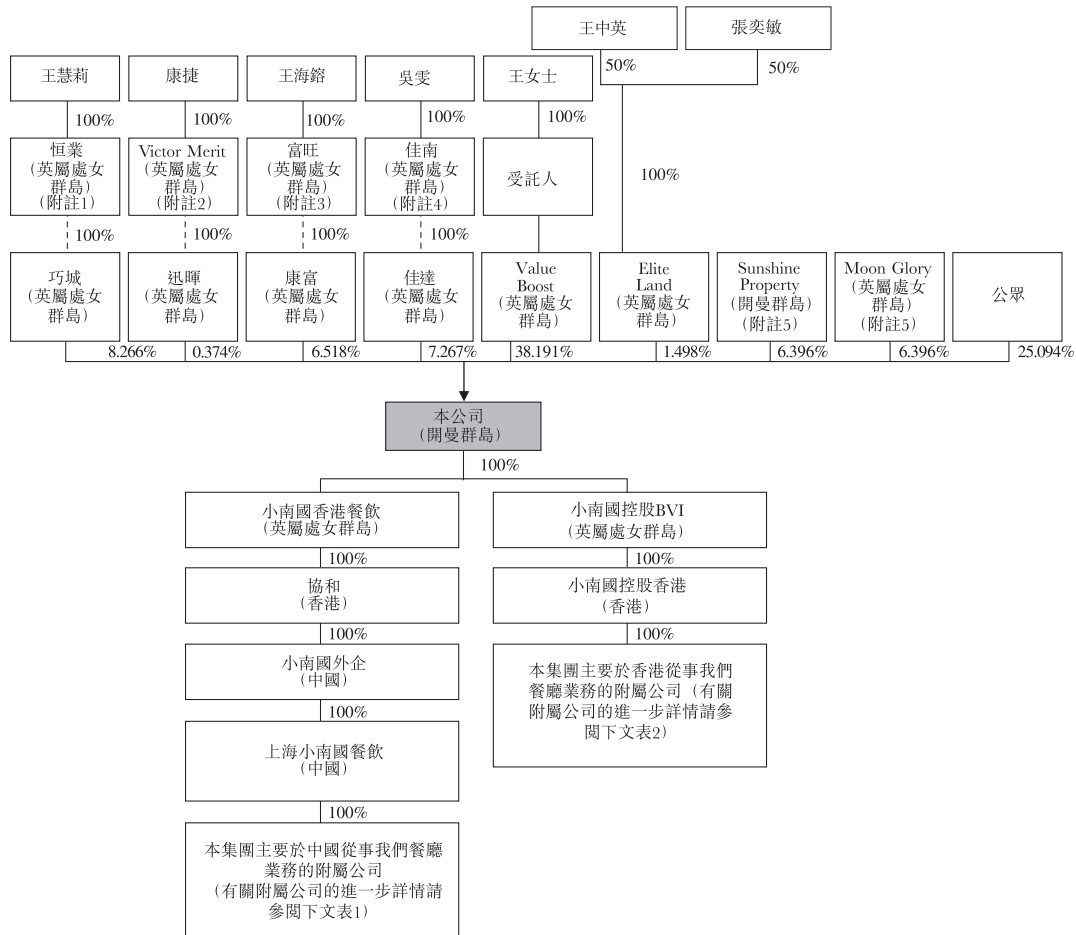 王中英
張奕敏
50%
50%
王慧莉
康捷
王海鎔
吳雯
王女士
100%
100%
100%
100%
100%
恒業
(英屬處女
群島)
(附註1)
Victor Merit
(英屬處女
群島)
(附註2)
富旺
(英屬處女
群島)
(附註3)
佳南
(英屬處女
群島)
(附註4)
受託人
100%
100%
100%
100%
100%
巧城
(英屬處女
群島)
迅暉
(英屬處女
群島)
康富
(英屬處女
群島)
佳達
(英屬處女
群島)
Value
Boost
(英屬處女
群島)
Elite
Land
(英屬處女
群島)
Sunshine
Property
(開曼群島)
(附註5)
Moon Glory
(英屬處女
群島)
(附註5)
公眾
8.266%
0.374%
6.518%
7.267%
38.191%
1.498%
6.396%
6.396%
25.094%
本公司
(開曼群島)
100%
小南國香港餐飲
(英屬處女群島)
小南國控股BVI
(英屬處女群島)
100%
100%
協和
(香港)
小南國控股香港
(香港)
100%
100%
小南國外企
(中國)
本集團主要於香港從事我們
餐廳業務的附屬公司(有關
附屬公司的進一步詳情請參
閱下文表2)
100%
上海小南國餐飲
(中國)
100%
本集團主要於中國從事我們餐廳
業務的附屬公司
(有關附屬公司的進一步詳情請
參閱下文表1)